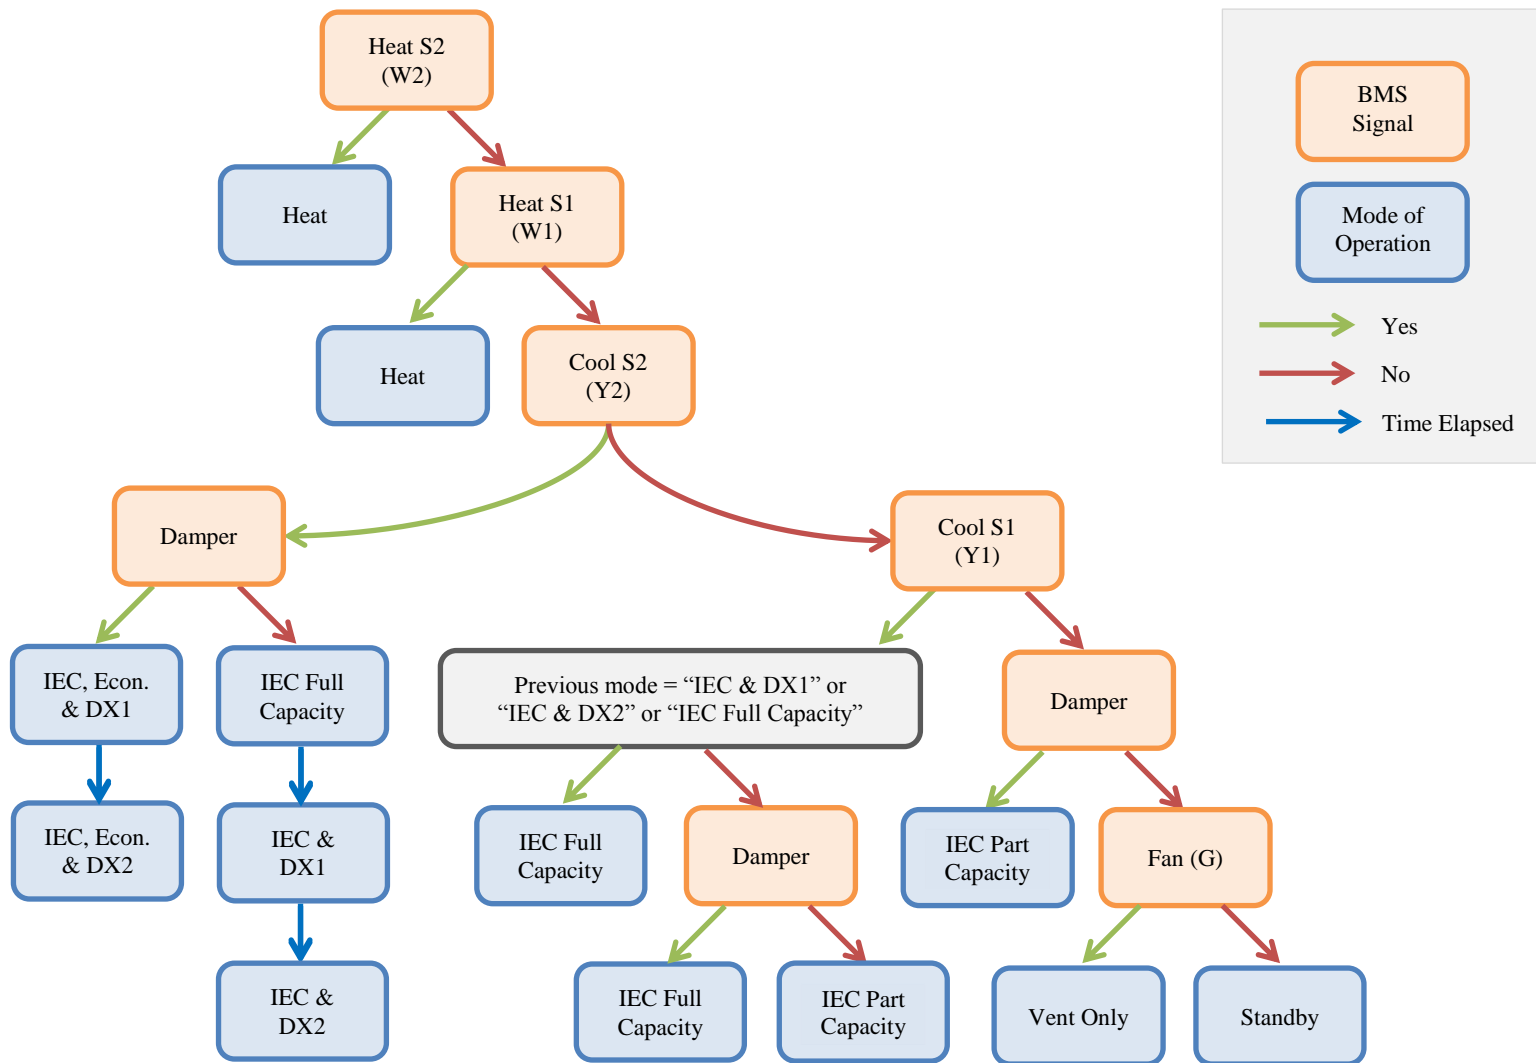 Heat S2
(W2)
BMS
Signal
Heat
Heat S1
(W1)
Mode of
Operation
Yes
Heat
Cool S2
(Y2)
No
Time Elapsed
Damper
Cool S1
(Y1)
IEC, Econ.
& DX1
IEC Full
Capacity
Previous mode = “IEC & DX1” or
“IEC & DX2” or “IEC Full Capacity”
Damper
IEC, Econ.
& DX2
IEC &
DX1
IEC Full
Capacity
Damper
IEC Part
Capacity
Fan (G)
IEC &
DX2
IEC Full
Capacity
IEC Part
Capacity
Vent Only
Standby